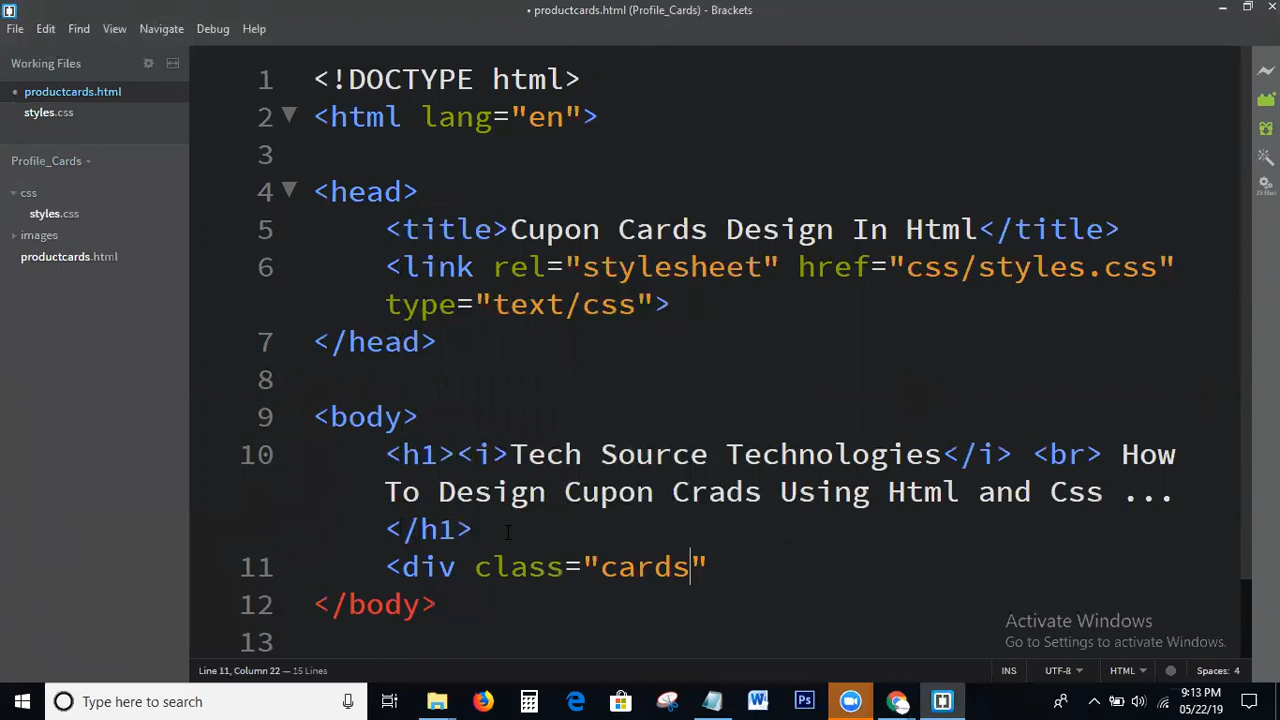 • productcards.html (Profile_Cards) - Brackets
File Edit Find View Navigate Debug Help
Working Files
• productcards.html
styles.css
Profile_Cards
css
styles.css
images
productcards.html
1 <!DOCTYPE html>
2 <html lang="en">
3
4 <head>
5 <title>Cupon Cards Design In Html</title>
6 <link rel="stylesheet" href="css/styles.css"
type="text/css">
7 </head>
8
9 <body>
10 <h1><i>Tech Source Technologies</i> <br> How
To Design Cupon Crads Using Html and Css ...
</h1>
11 <div class="cards"
12 </body>
13
Activate Windows
Go to Settings to activate Windows.
Line 11, Column 22 — 15 Lines
INS UTF-8 HTML Spaces: 4
Type here to search
9:13 PM
05/22/19